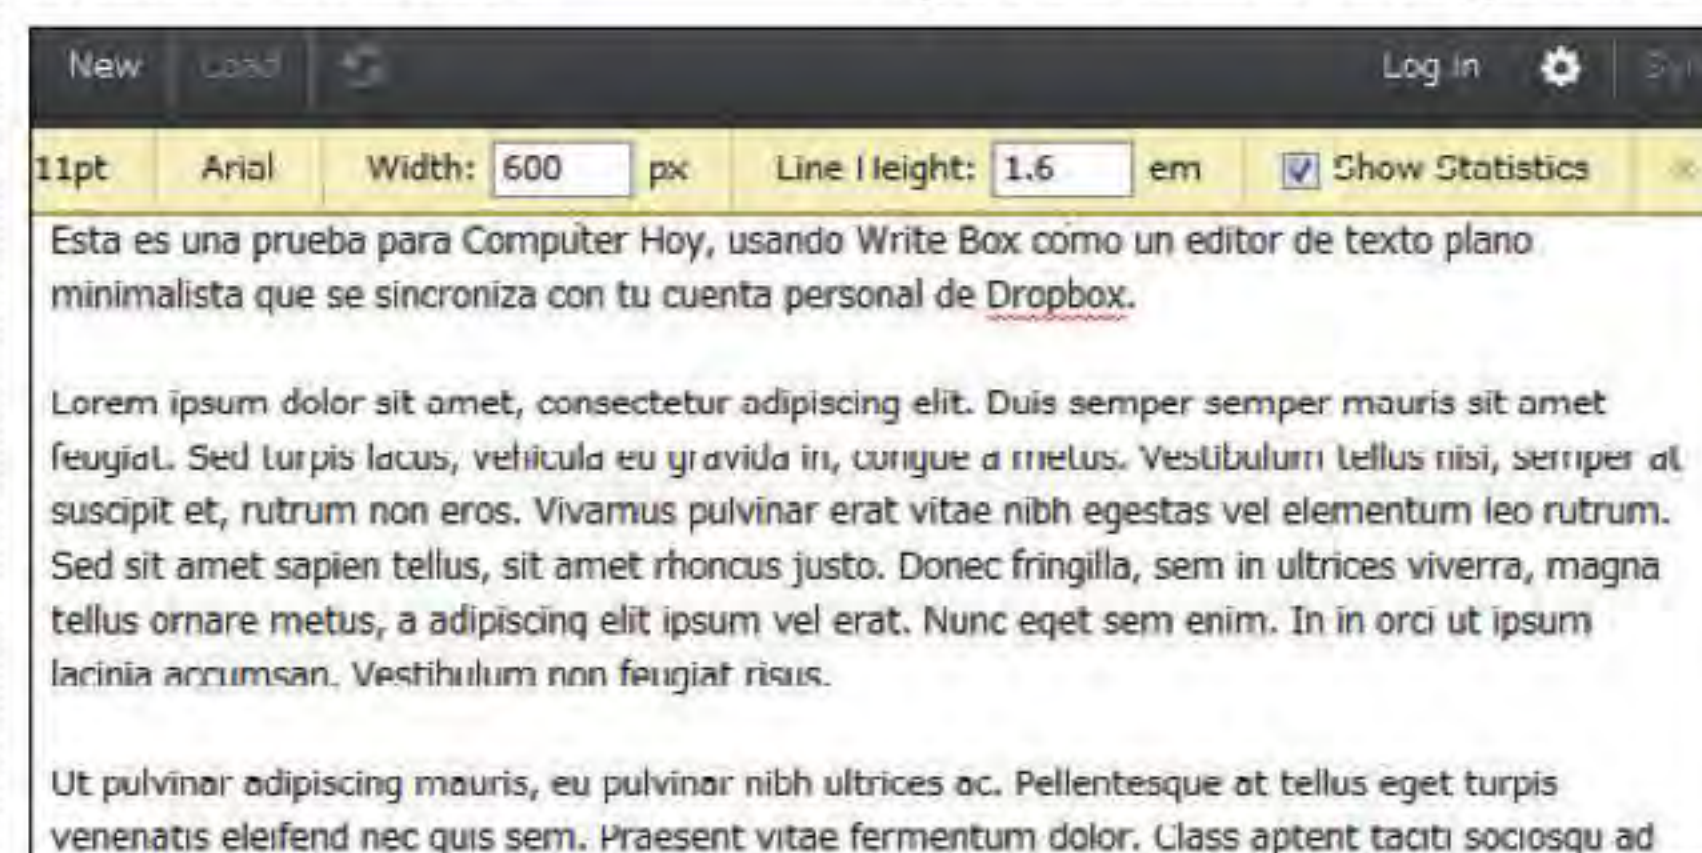 New Load Log in Syn
11pt Arial Width: 600 px Line Height: 1.6 em Show Statistics ×
Esta es una prueba para Computer Hoy, usando Write Box como un editor de texto plano
minimalista que se sincroniza con tu cuenta personal de Dropbox.
Lorem ipsum dolor sit amet, consectetur adipiscing elit. Duis semper semper mauris sit amet
feugiat. Sed turpis lacus, vehicula eu gravida in, congue a metus. Vestibulum tellus nisi, semper at
suscipit et, rutrum non eros. Vivamus pulvinar erat vitae nibh egestas vel elementum leo rutrum.
Sed sit amet sapien tellus, sit amet rhoncus justo. Donec fringilla, sem in ultrices viverra, magna
tellus ornare metus, a adipiscing elit ipsum vel erat. Nunc eget sem enim. In in orci ut ipsum
lacinia accumsan. Vestibulum non feugiat risus.
Ut pulvinar adipiscing mauris, eu pulvinar nibh ultrices ac. Pellentesque at tellus eget turpis
venenatis eleifend nec quis sem. Praesent vitae fermentum dolor. Class aptent taciti sociosqu ad